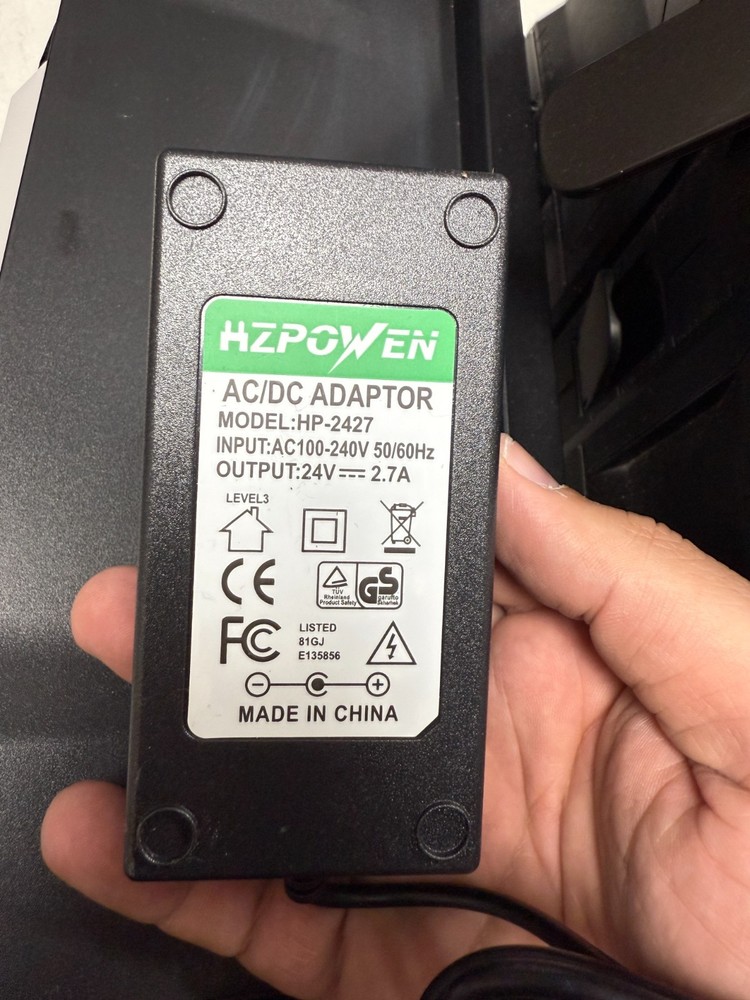 HZPOWEN
AC/DC ADAPTOR
MODEL:HP-2427
INPUT:AC100-240V 50/60Hz
OUTPUT:24V⎓2.7A
LEVEL3
CE
TÜV
Rheinland
Product Safety
GS
FC
LISTED
81GJ
E135856
MADE IN CHINA